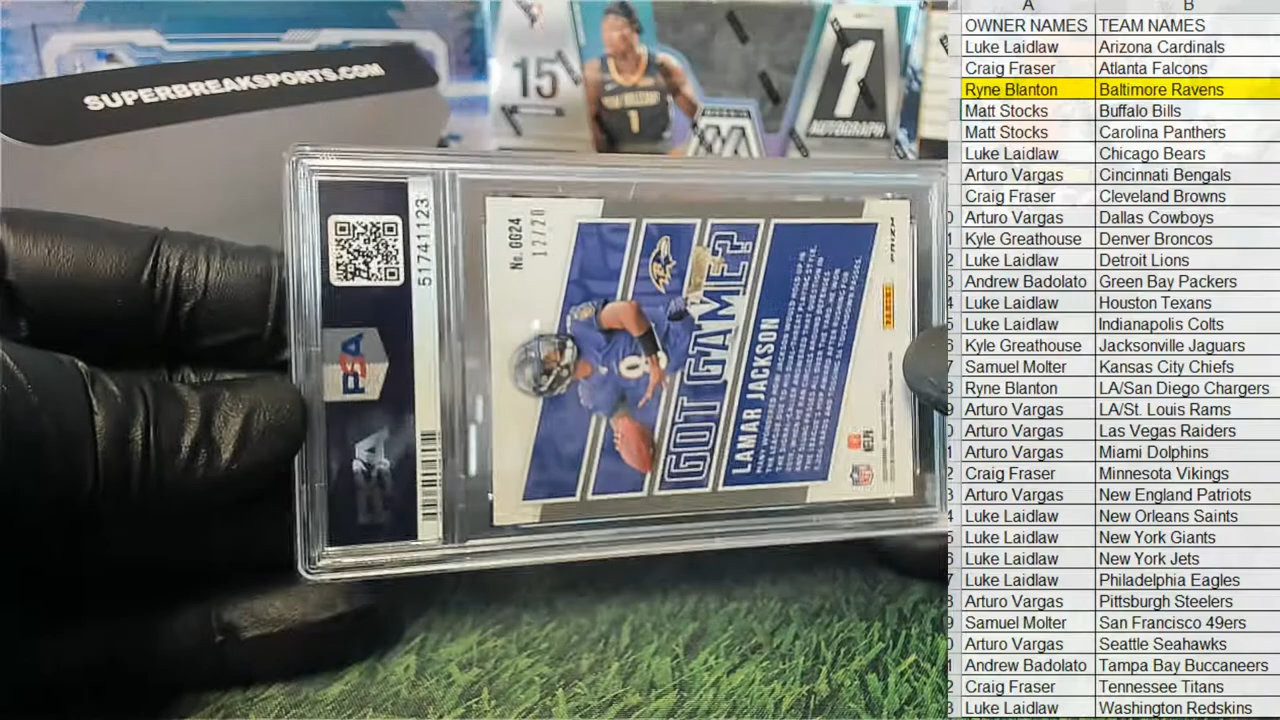 SUPERBREAKSPORTS.COM
15
1
AUTOGRAPH
1
PSA
51741123
No. GG24
12/20
GOT GAME?
LAMAR JACKSON
8
PRIZM
PANINI
NFL
NFLPA
A B
OWNER NAMES TEAM NAMES
Luke Laidlaw Arizona Cardinals
Craig Fraser Atlanta Falcons
Ryne Blanton Baltimore Ravens
Matt Stocks Buffalo Bills
Matt Stocks Carolina Panthers
Luke Laidlaw Chicago Bears
Arturo Vargas Cincinnati Bengals
Craig Fraser Cleveland Browns
Arturo Vargas Dallas Cowboys
Kyle Greathouse Denver Broncos
Luke Laidlaw Detroit Lions
Andrew Badolato Green Bay Packers
Luke Laidlaw Houston Texans
Luke Laidlaw Indianapolis Colts
Kyle Greathouse Jacksonville Jaguars
Samuel Molter Kansas City Chiefs
Ryne Blanton LA/San Diego Chargers
Arturo Vargas LA/St. Louis Rams
Arturo Vargas Las Vegas Raiders
Arturo Vargas Miami Dolphins
Craig Fraser Minnesota Vikings
Arturo Vargas New England Patriots
Luke Laidlaw New Orleans Saints
Luke Laidlaw New York Giants
Luke Laidlaw New York Jets
Luke Laidlaw Philadelphia Eagles
Arturo Vargas Pittsburgh Steelers
Samuel Molter San Francisco 49ers
Arturo Vargas Seattle Seahawks
Andrew Badolato Tampa Bay Buccaneers
Craig Fraser Tennessee Titans
Luke Laidlaw Washington Redskins